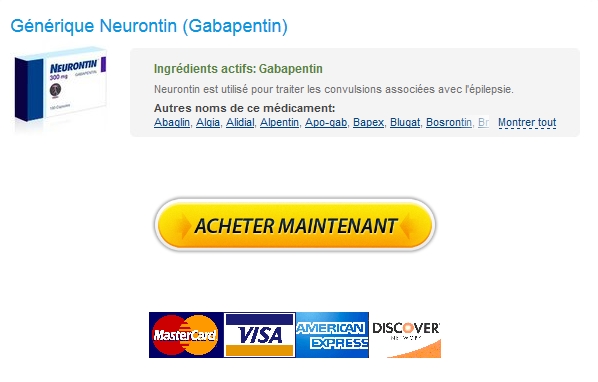 Générique Neurontin (Gabapentin)
NEURONTIN
300 mg
GABAPENTIN
Ingrédients actifs: Gabapentin
Neurontin est utilisé pour traiter les convulsions associées avec l'épilepsie.
Autres noms de ce médicament:
Abaglin, Algia, Alidial, Alpentin, Apo-gab, Bapex, Blugat, Bosrontin, Br Montrer tout
ACHETER MAINTENANT
MasterCard VISA AMERICAN EXPRESS DISCOVER
NETWORK